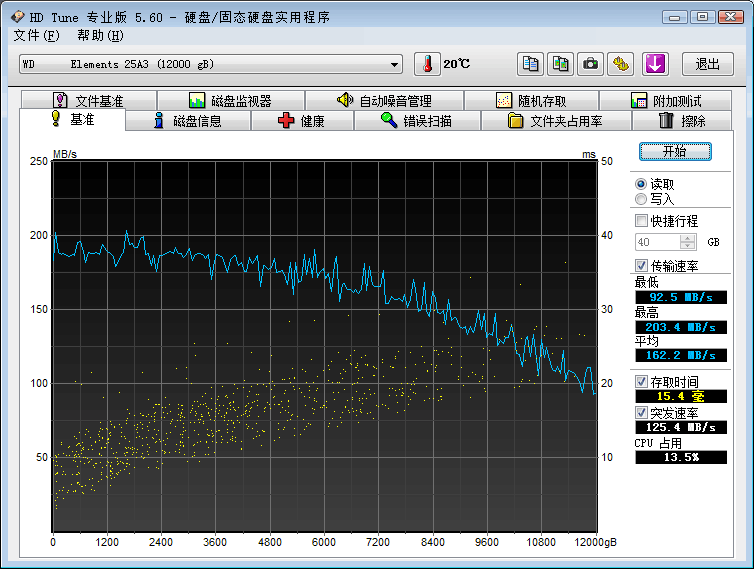 HD Tune 专业版 5.60 - 硬盘/固态硬盘实用程序
文件(F) 帮助(H)
WD Elements 25A3 (12000 gB)
20℃
退出
文件基准 磁盘监视器 自动噪音管理 随机存取 附加测试
基准 磁盘信息 健康 错误扫描 文件夹占用率 擦除
MB/s ms
250 50
200 40
150 30
100 20
50 10
0 1200 2400 3600 4800 6000 7200 8400 9600 10800 12000gB
开始
读取
写入
快捷行程
40 GB
传输速率
最低
92.5 MB/s
最高
203.4 MB/s
平均
162.2 MB/s
存取时间
15.4 毫
突发速率
125.4 MB/s
CPU 占用
13.5%